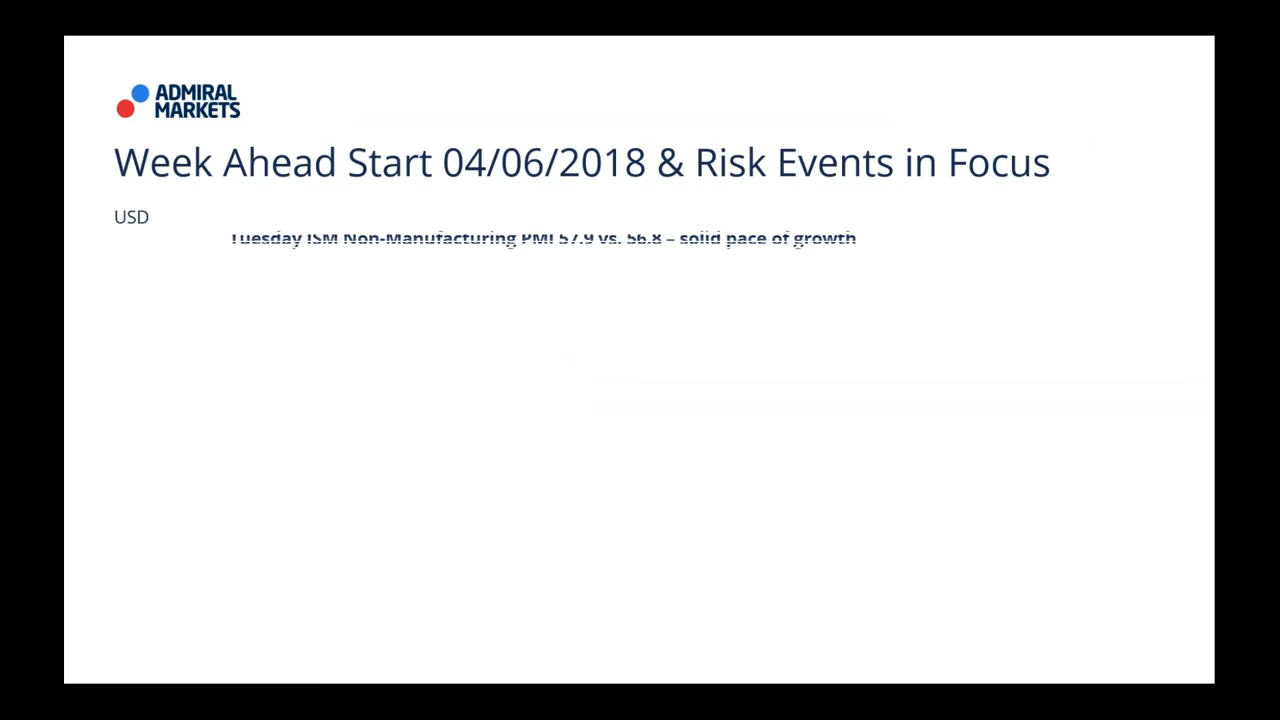 ADMIRAL
MARKETS
Week Ahead Start 04/06/2018 & Risk Events in Focus
USD
Tuesday ISM Non-Manufacturing PMI 57.9 vs. 56.8 – solid pace of growth